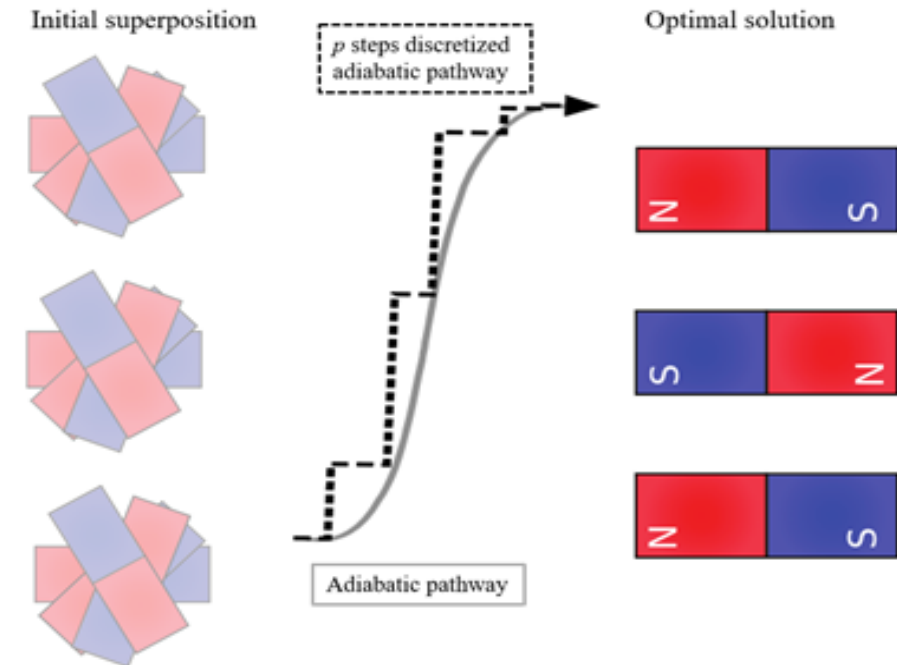 Initial superposition
p steps discretized
adiabatic pathway
Optimal solution
N S
S N
N S
Adiabatic pathway